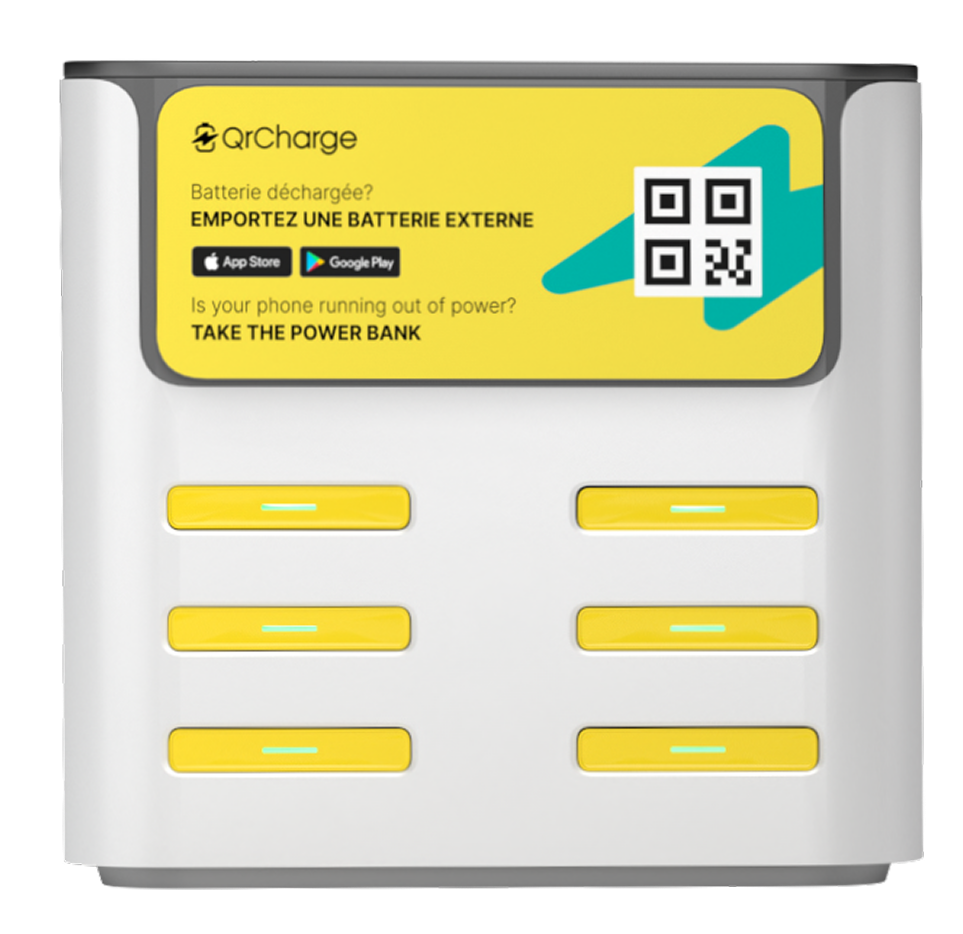 QrCharge
Batterie déchargée?
EMPORTEZ UNE BATTERIE EXTERNE
App Store
Google Play
Is your phone running out of power?
TAKE THE POWER BANK